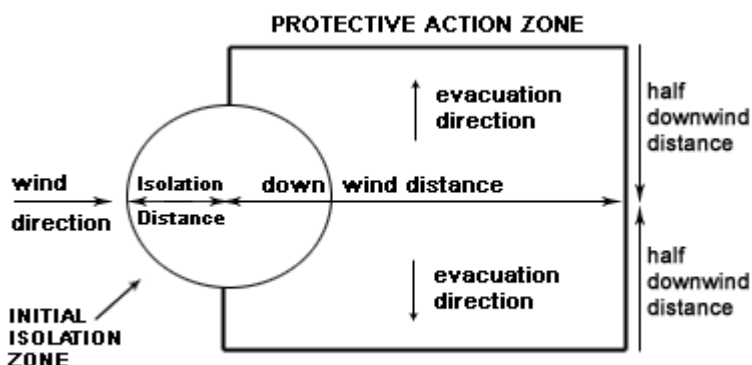 PROTECTIVE ACTION ZONE
evacuation
direction
half
downwind
distance
wind
direction
Isolation
Distance
down wind distance
evacuation
direction
half
downwind
distance
INITIAL
ISOLATION
ZONE